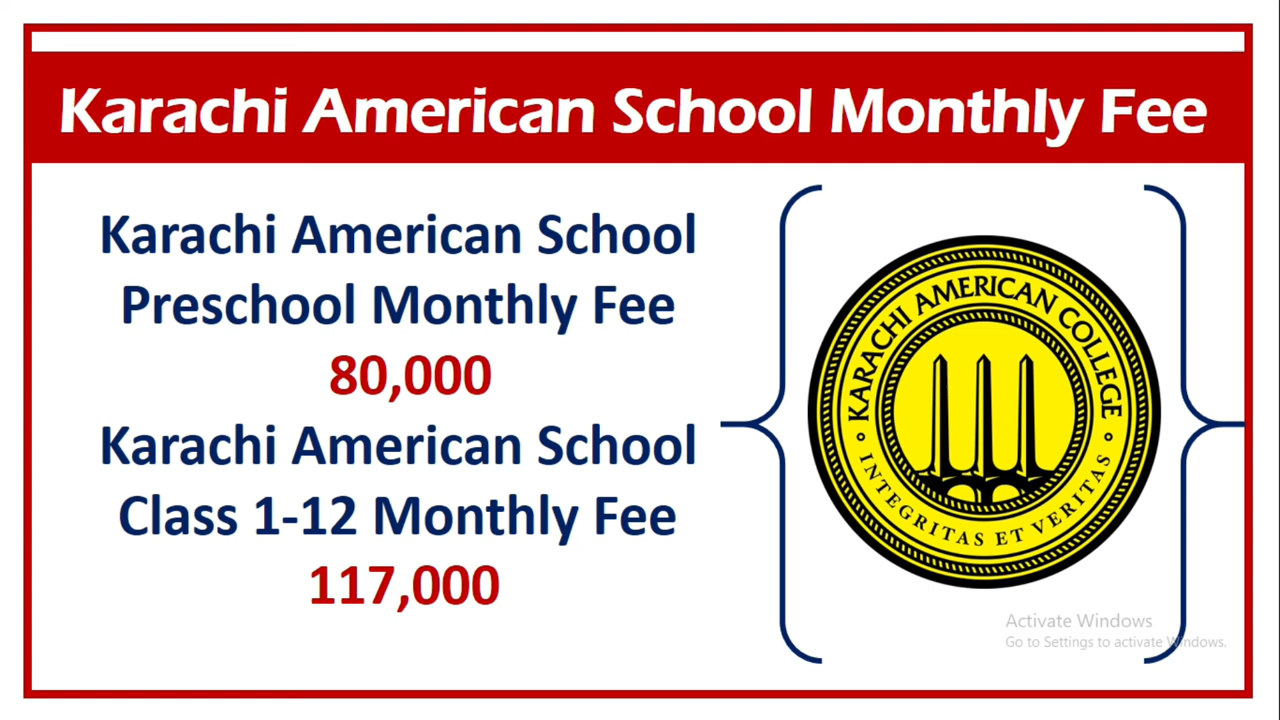 Karachi American School Monthly Fee
Karachi American School
Preschool Monthly Fee
80,000
Karachi American School
Class 1-12 Monthly Fee
117,000
KARACHI AMERICAN COLLEGE
INTEGRITAS ET VERITAS
Activate Windows
Go to Settings to activate Windows.